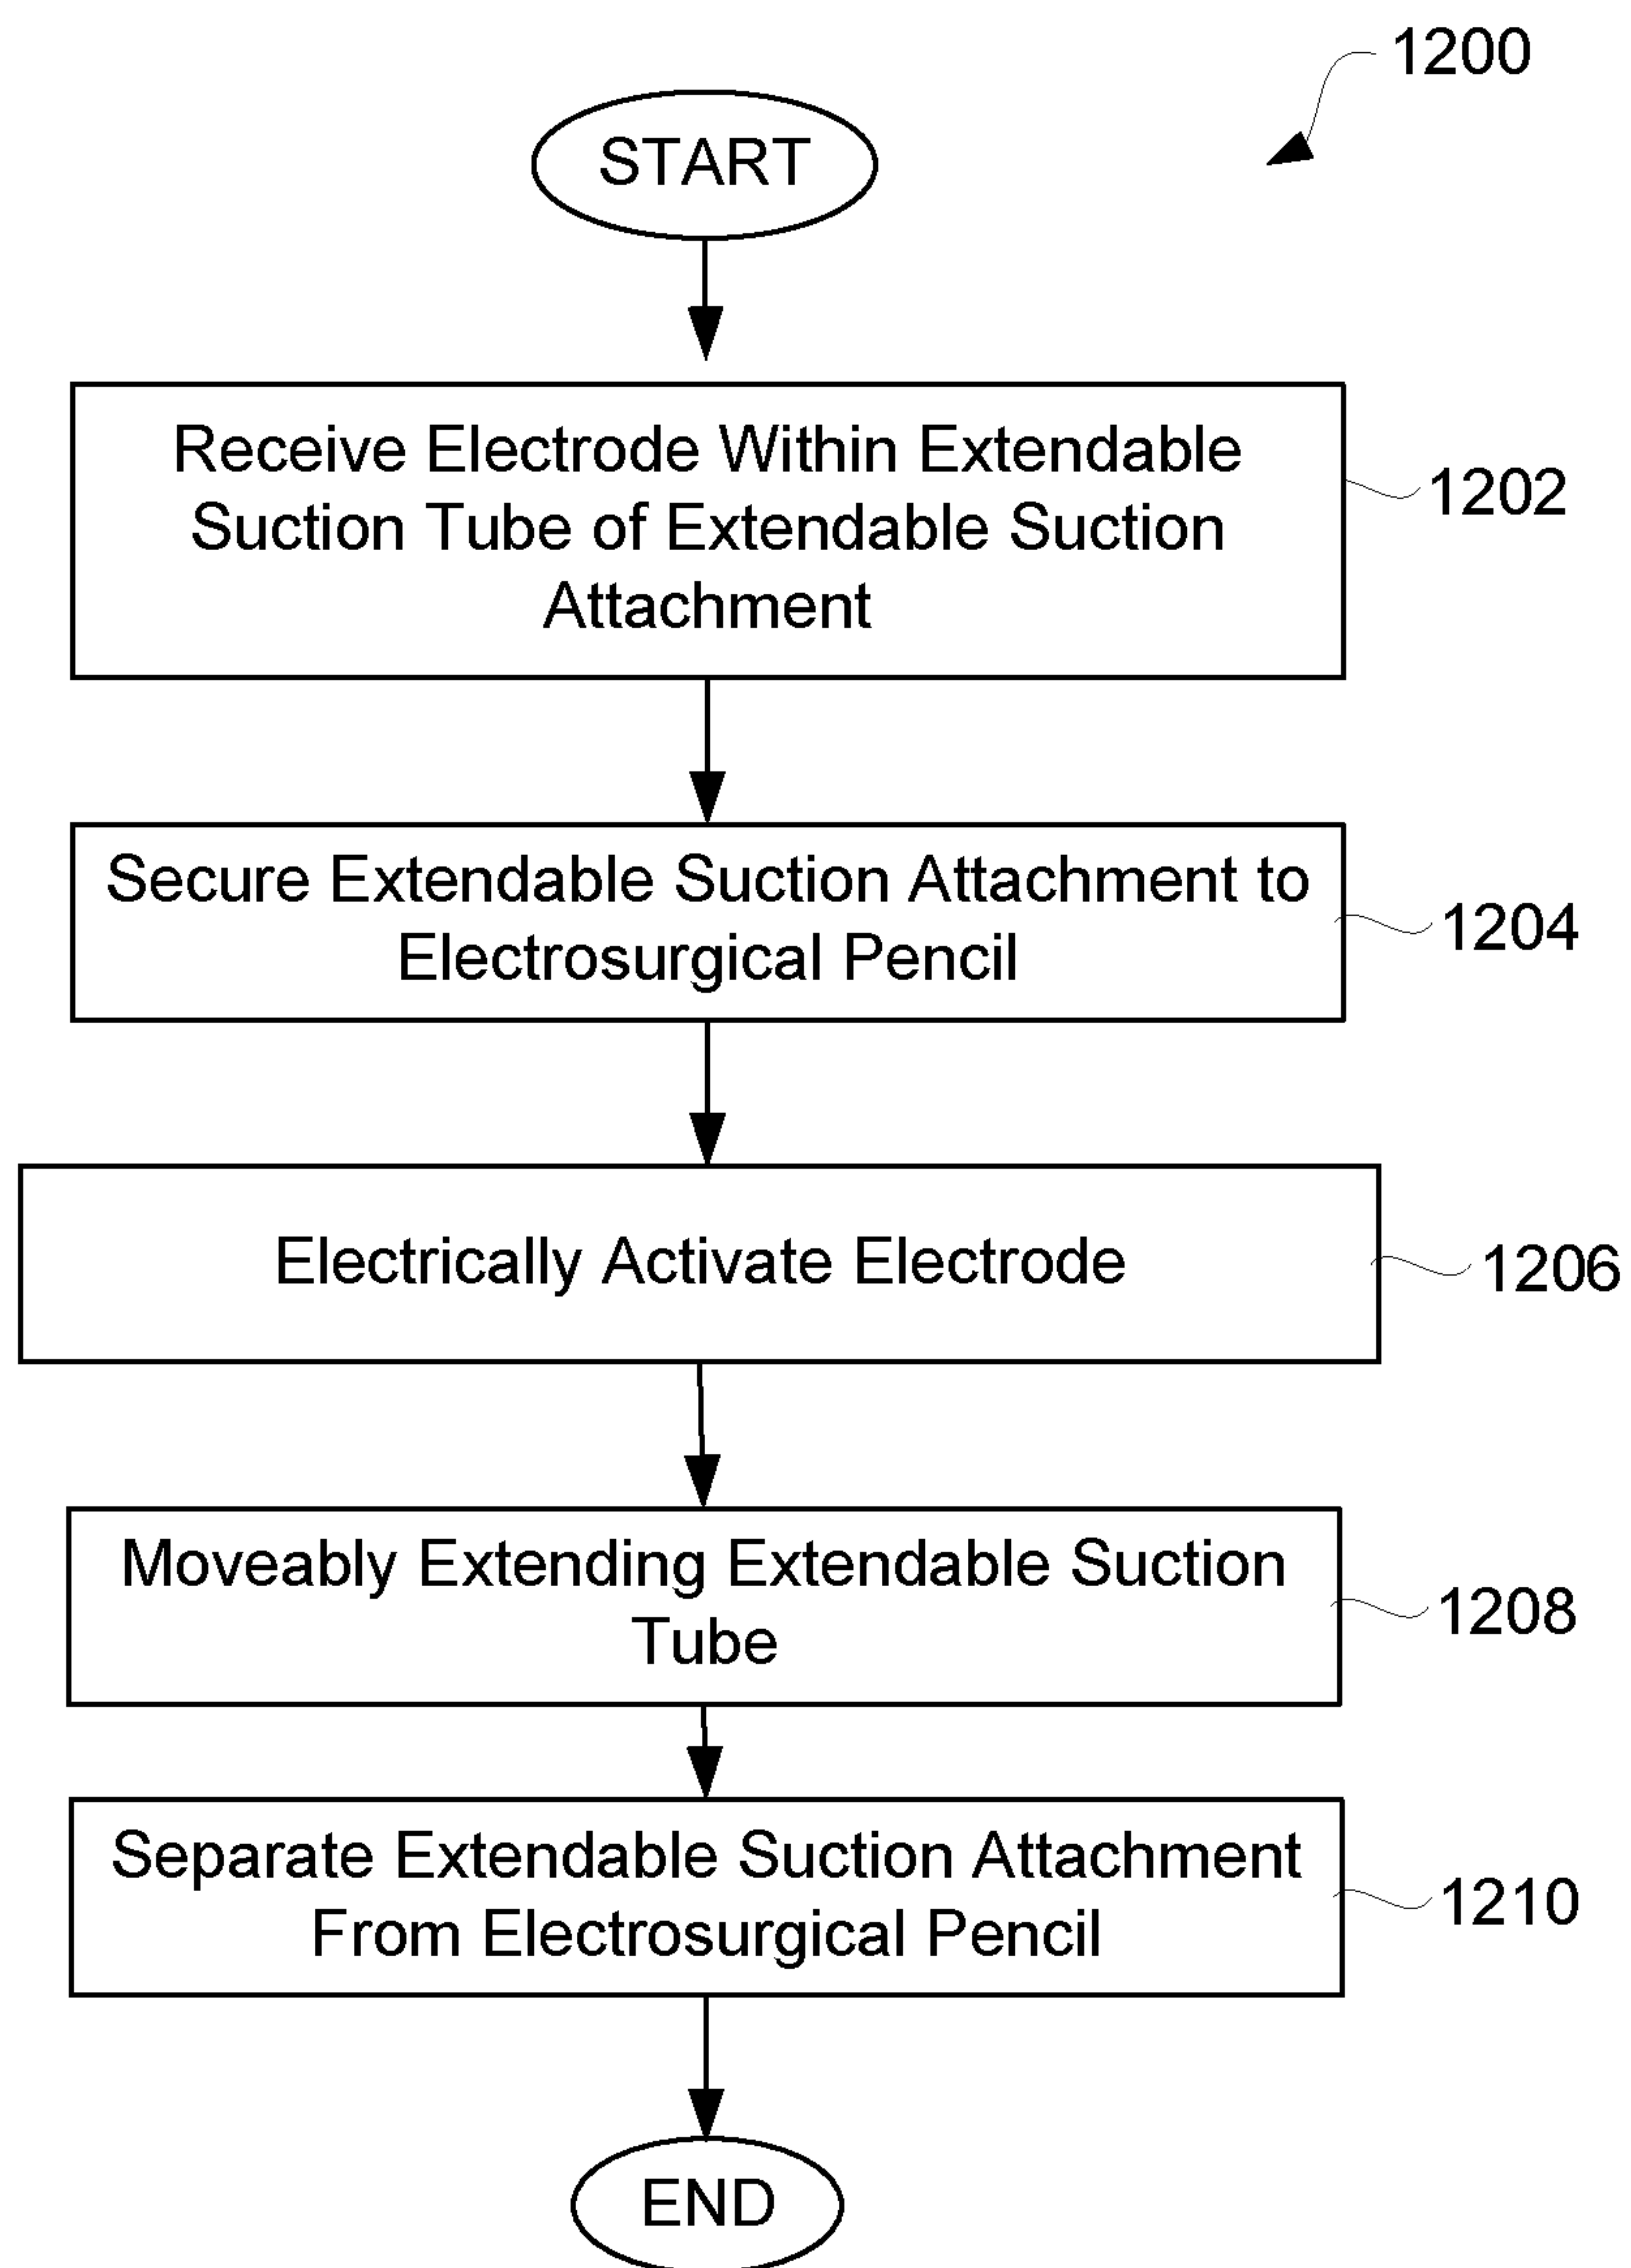 1200
START
Receive Electrode Within Extendable
Suction Tube of Extendable Suction
Attachment
1202
Secure Extendable Suction Attachment to
Electrosurgical Pencil
1204
Electrically Activate Electrode
1206
Moveably Extending Extendable Suction
Tube
1208
Separate Extendable Suction Attachment
From Electrosurgical Pencil
1210
END